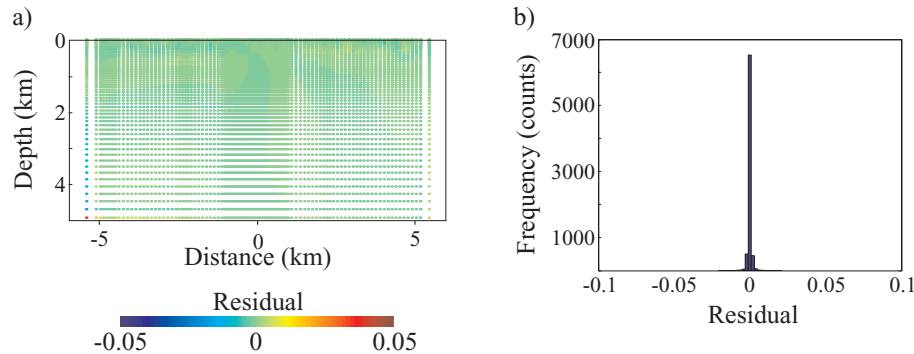 a)
0
2
4
Depth (km)
-5
0
5
Distance (km)
Residual
-0.05
0
0.05
b)
7000
5000
3000
1000
Frequency (counts)
-0.1
-0.05
0
0.05
0.1
Residual